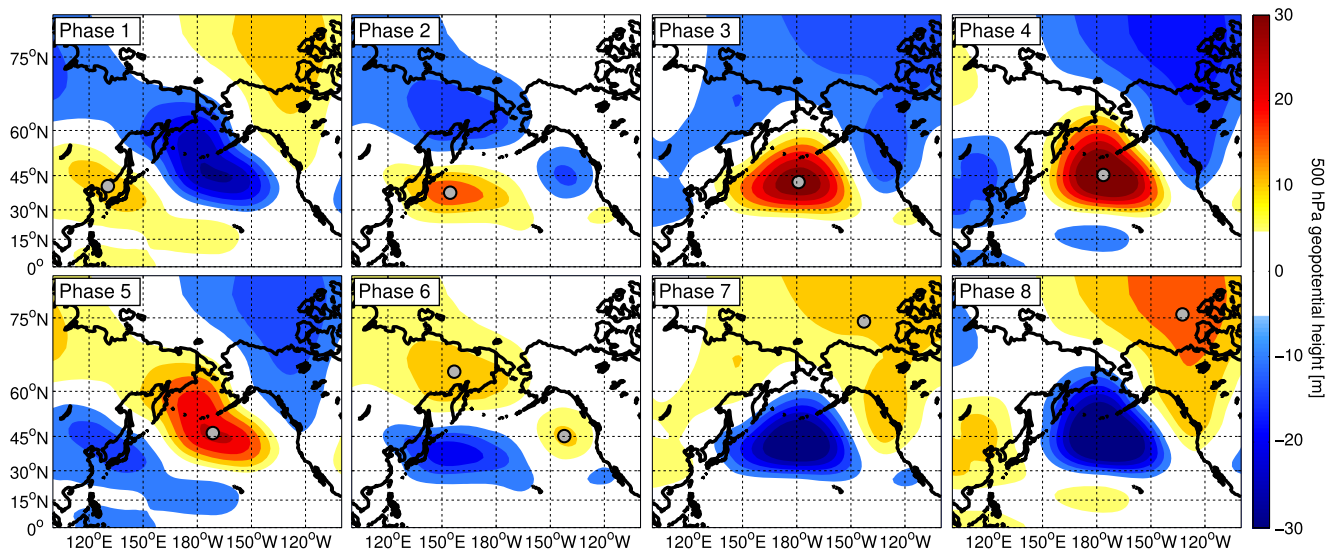 Phase 1
Phase 2
Phase 3
Phase 4
75°N
60°N
45°N
30°N
15°N
0°
Phase 5
Phase 6
Phase 7
Phase 8
75°N
60°N
45°N
30°N
15°N
0°
120°E 150°E 180°W 150°W 120°W
120°E 150°E 180°W 150°W 120°W
120°E 150°E 180°W 150°W 120°W
120°E 150°E 180°W 150°W 120°W
30
20
10
0
−10
−20
−30
500 hPa geopotential height [m]